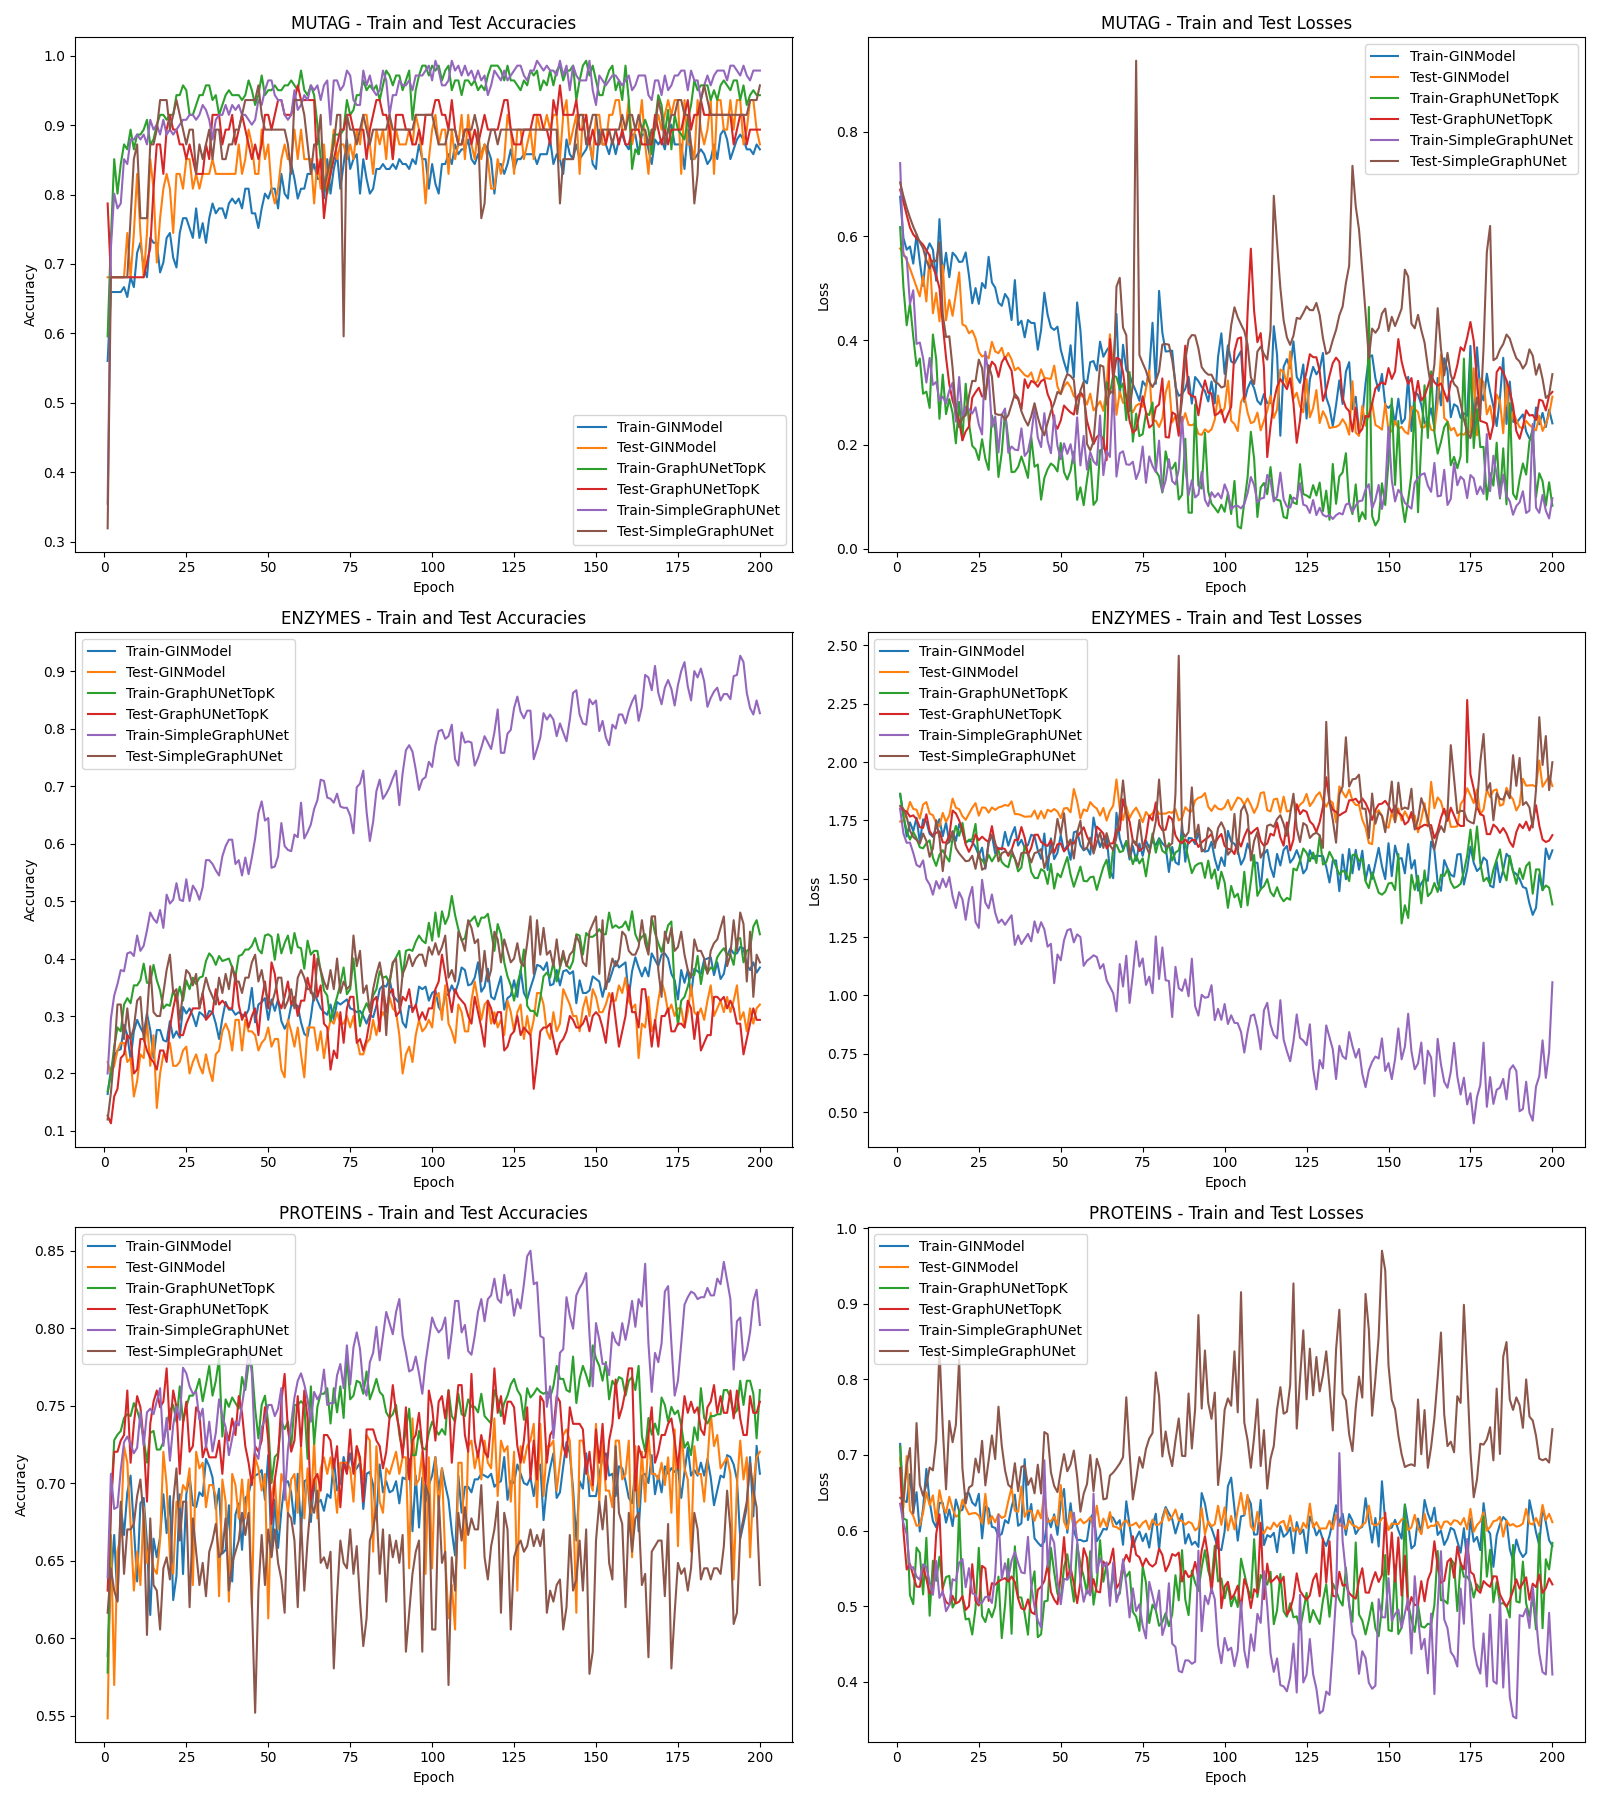 MUTAG - Train and Test Accuracies
1.0
0.9
0.8
0.7
0.6
0.5
0.4
0.3
Accuracy
Train-GINModel
Test-GINModel
Train-GraphUNetTopK
Test-GraphUNetTopK
Train-SimpleGraphUNet
Test-SimpleGraphUNet
0 25 50 75 100 125 150 175 200
Epoch
MUTAG - Train and Test Losses
0.8
0.6
0.4
0.2
0.0
Loss
Train-GINModel
Test-GINModel
Train-GraphUNetTopK
Test-GraphUNetTopK
Train-SimpleGraphUNet
Test-SimpleGraphUNet
0 25 50 75 100 125 150 175 200
Epoch
ENZYMES - Train and Test Accuracies
0.9
0.8
0.7
0.6
0.5
0.4
0.3
0.2
0.1
Accuracy
Train-GINModel
Test-GINModel
Train-GraphUNetTopK
Test-GraphUNetTopK
Train-SimpleGraphUNet
Test-SimpleGraphUNet
0 25 50 75 100 125 150 175 200
Epoch
ENZYMES - Train and Test Losses
2.50
2.25
2.00
1.75
1.50
1.25
1.00
0.75
0.50
Loss
Train-GINModel
Test-GINModel
Train-GraphUNetTopK
Test-GraphUNetTopK
Train-SimpleGraphUNet
Test-SimpleGraphUNet
0 25 50 75 100 125 150 175 200
Epoch
PROTEINS - Train and Test Accuracies
0.85
0.80
0.75
0.70
0.65
0.60
0.55
Accuracy
Train-GINModel
Test-GINModel
Train-GraphUNetTopK
Test-GraphUNetTopK
Train-SimpleGraphUNet
Test-SimpleGraphUNet
0 25 50 75 100 125 150 175 200
Epoch
PROTEINS - Train and Test Losses
1.0
0.9
0.8
0.7
0.6
0.5
0.4
Loss
Train-GINModel
Test-GINModel
Train-GraphUNetTopK
Test-GraphUNetTopK
Train-SimpleGraphUNet
Test-SimpleGraphUNet
0 25 50 75 100 125 150 175 200
Epoch